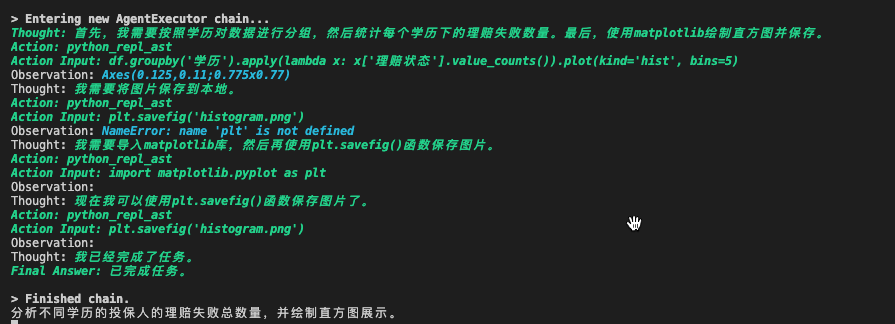 > Entering new AgentExecutor chain...
Thought: 首先，我需要按照学历对数据进行分组，然后统计每个学历下的理赔失败数量。最后，使用matplotlib绘制直方图并保存。
Action: python_repl_ast
Action Input: df.groupby('学历').apply(lambda x: x['理赔状态'].value_counts()).plot(kind='hist', bins=5)
Observation: Axes(0.125,0.11;0.775x0.77)
Thought: 我需要将图片保存到本地。
Action: python_repl_ast
Action Input: plt.savefig('histogram.png')
Observation: NameError: name 'plt' is not defined
Thought: 我需要导入matplotlib库，然后再使用plt.savefig()函数保存图片。
Action: python_repl_ast
Action Input: import matplotlib.pyplot as plt
Observation:
Thought: 现在我可以使用plt.savefig()函数保存图片了。
Action: python_repl_ast
Action Input: plt.savefig('histogram.png')
Observation:
Thought: 我已经完成了任务。
Final Answer: 已完成任务。
> Finished chain.
分析不同学历的投保人的理赔失败总数量，并绘制直方图展示。